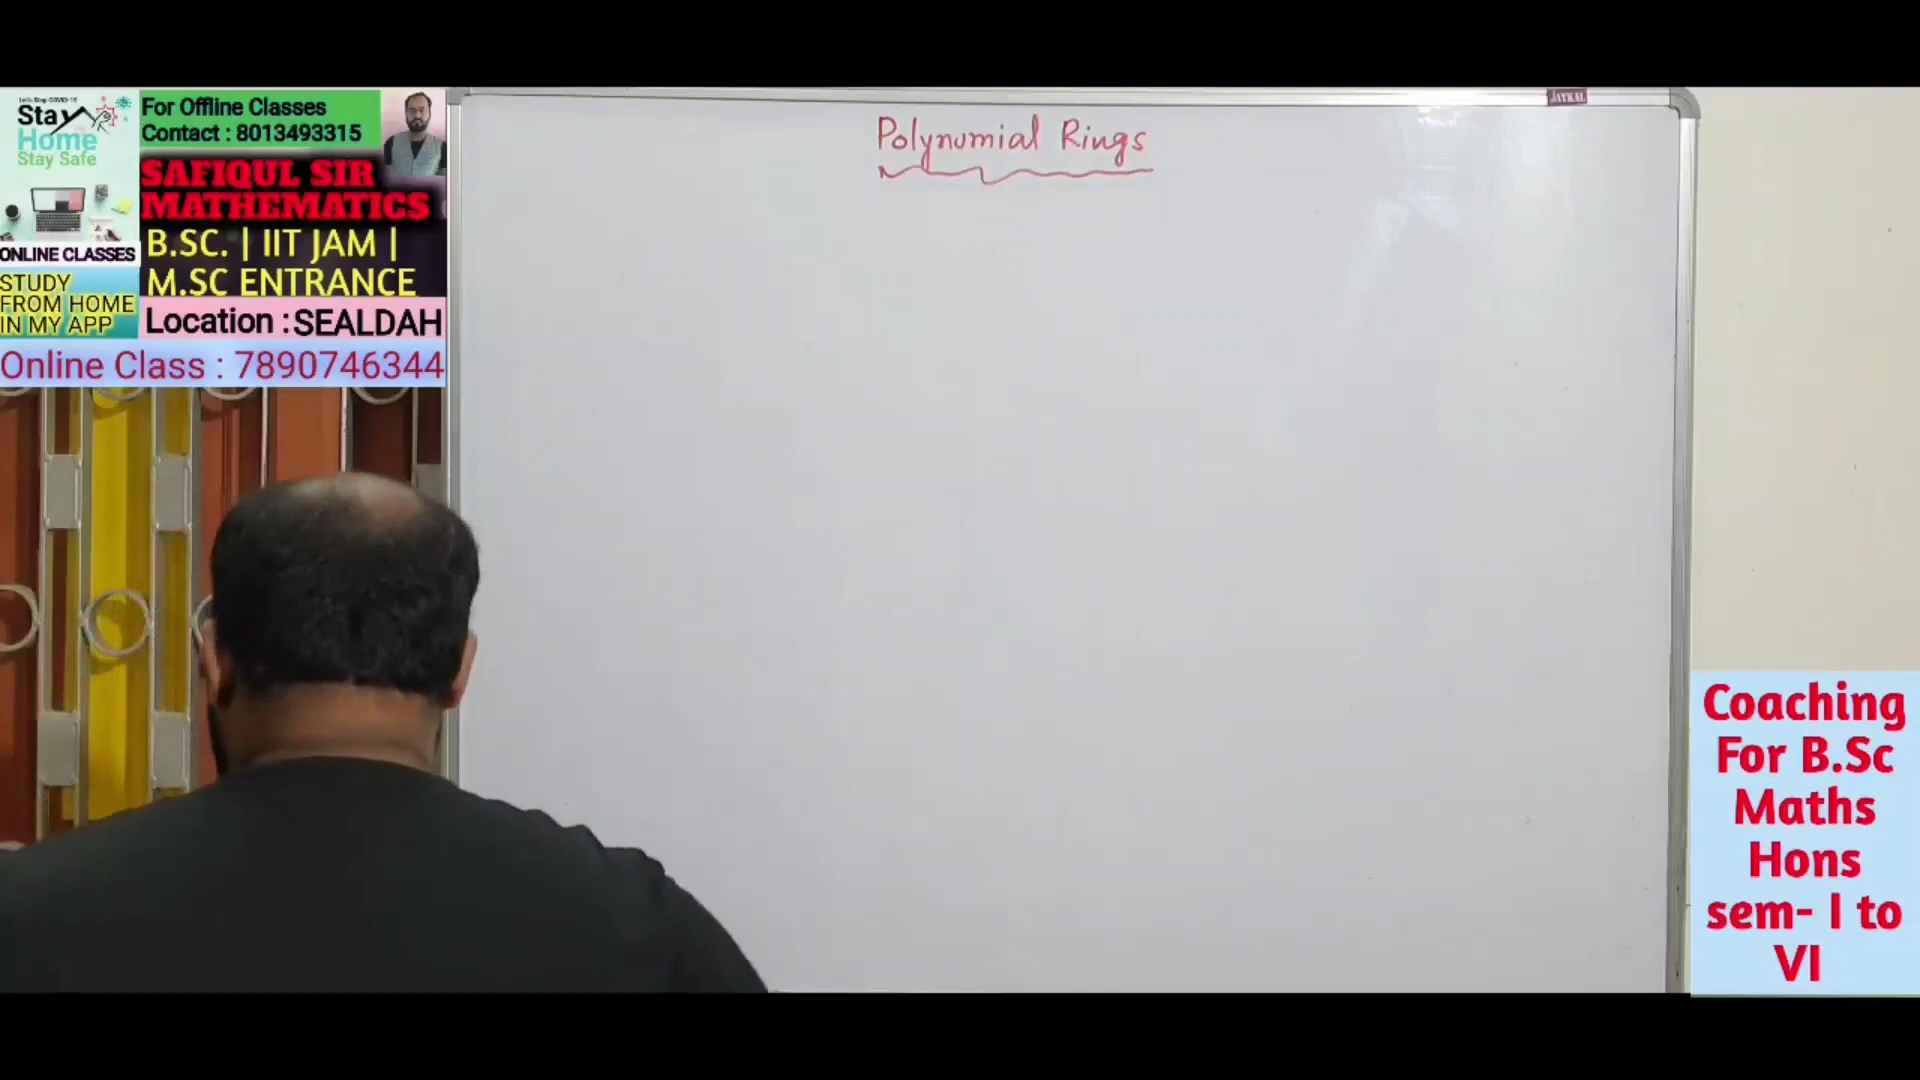 Stay
Home
Stay Safe
ONLINE CLASSES
STUDY
FROM HOME
IN MY APP
For Offline Classes
Contact : 8013493315
SAFIQUL SIR
MATHEMATICS
B.SC. | IIT JAM |
M.SC ENTRANCE
Location : SEALDAH
Online Class : 7890746344
JAYKAL
Polynomial Rings
Coaching
For B.Sc
Maths
Hons
sem- I to
VI